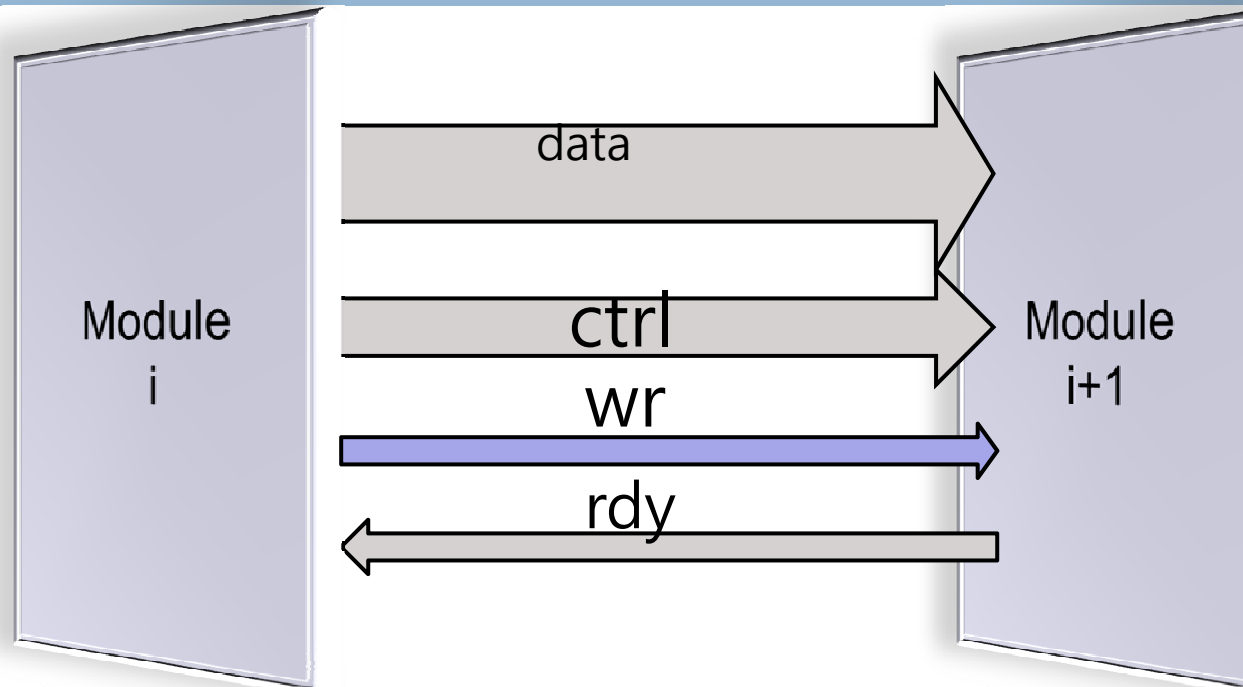 data
ctrl
wr
rdy
Module
i
Module
i+1